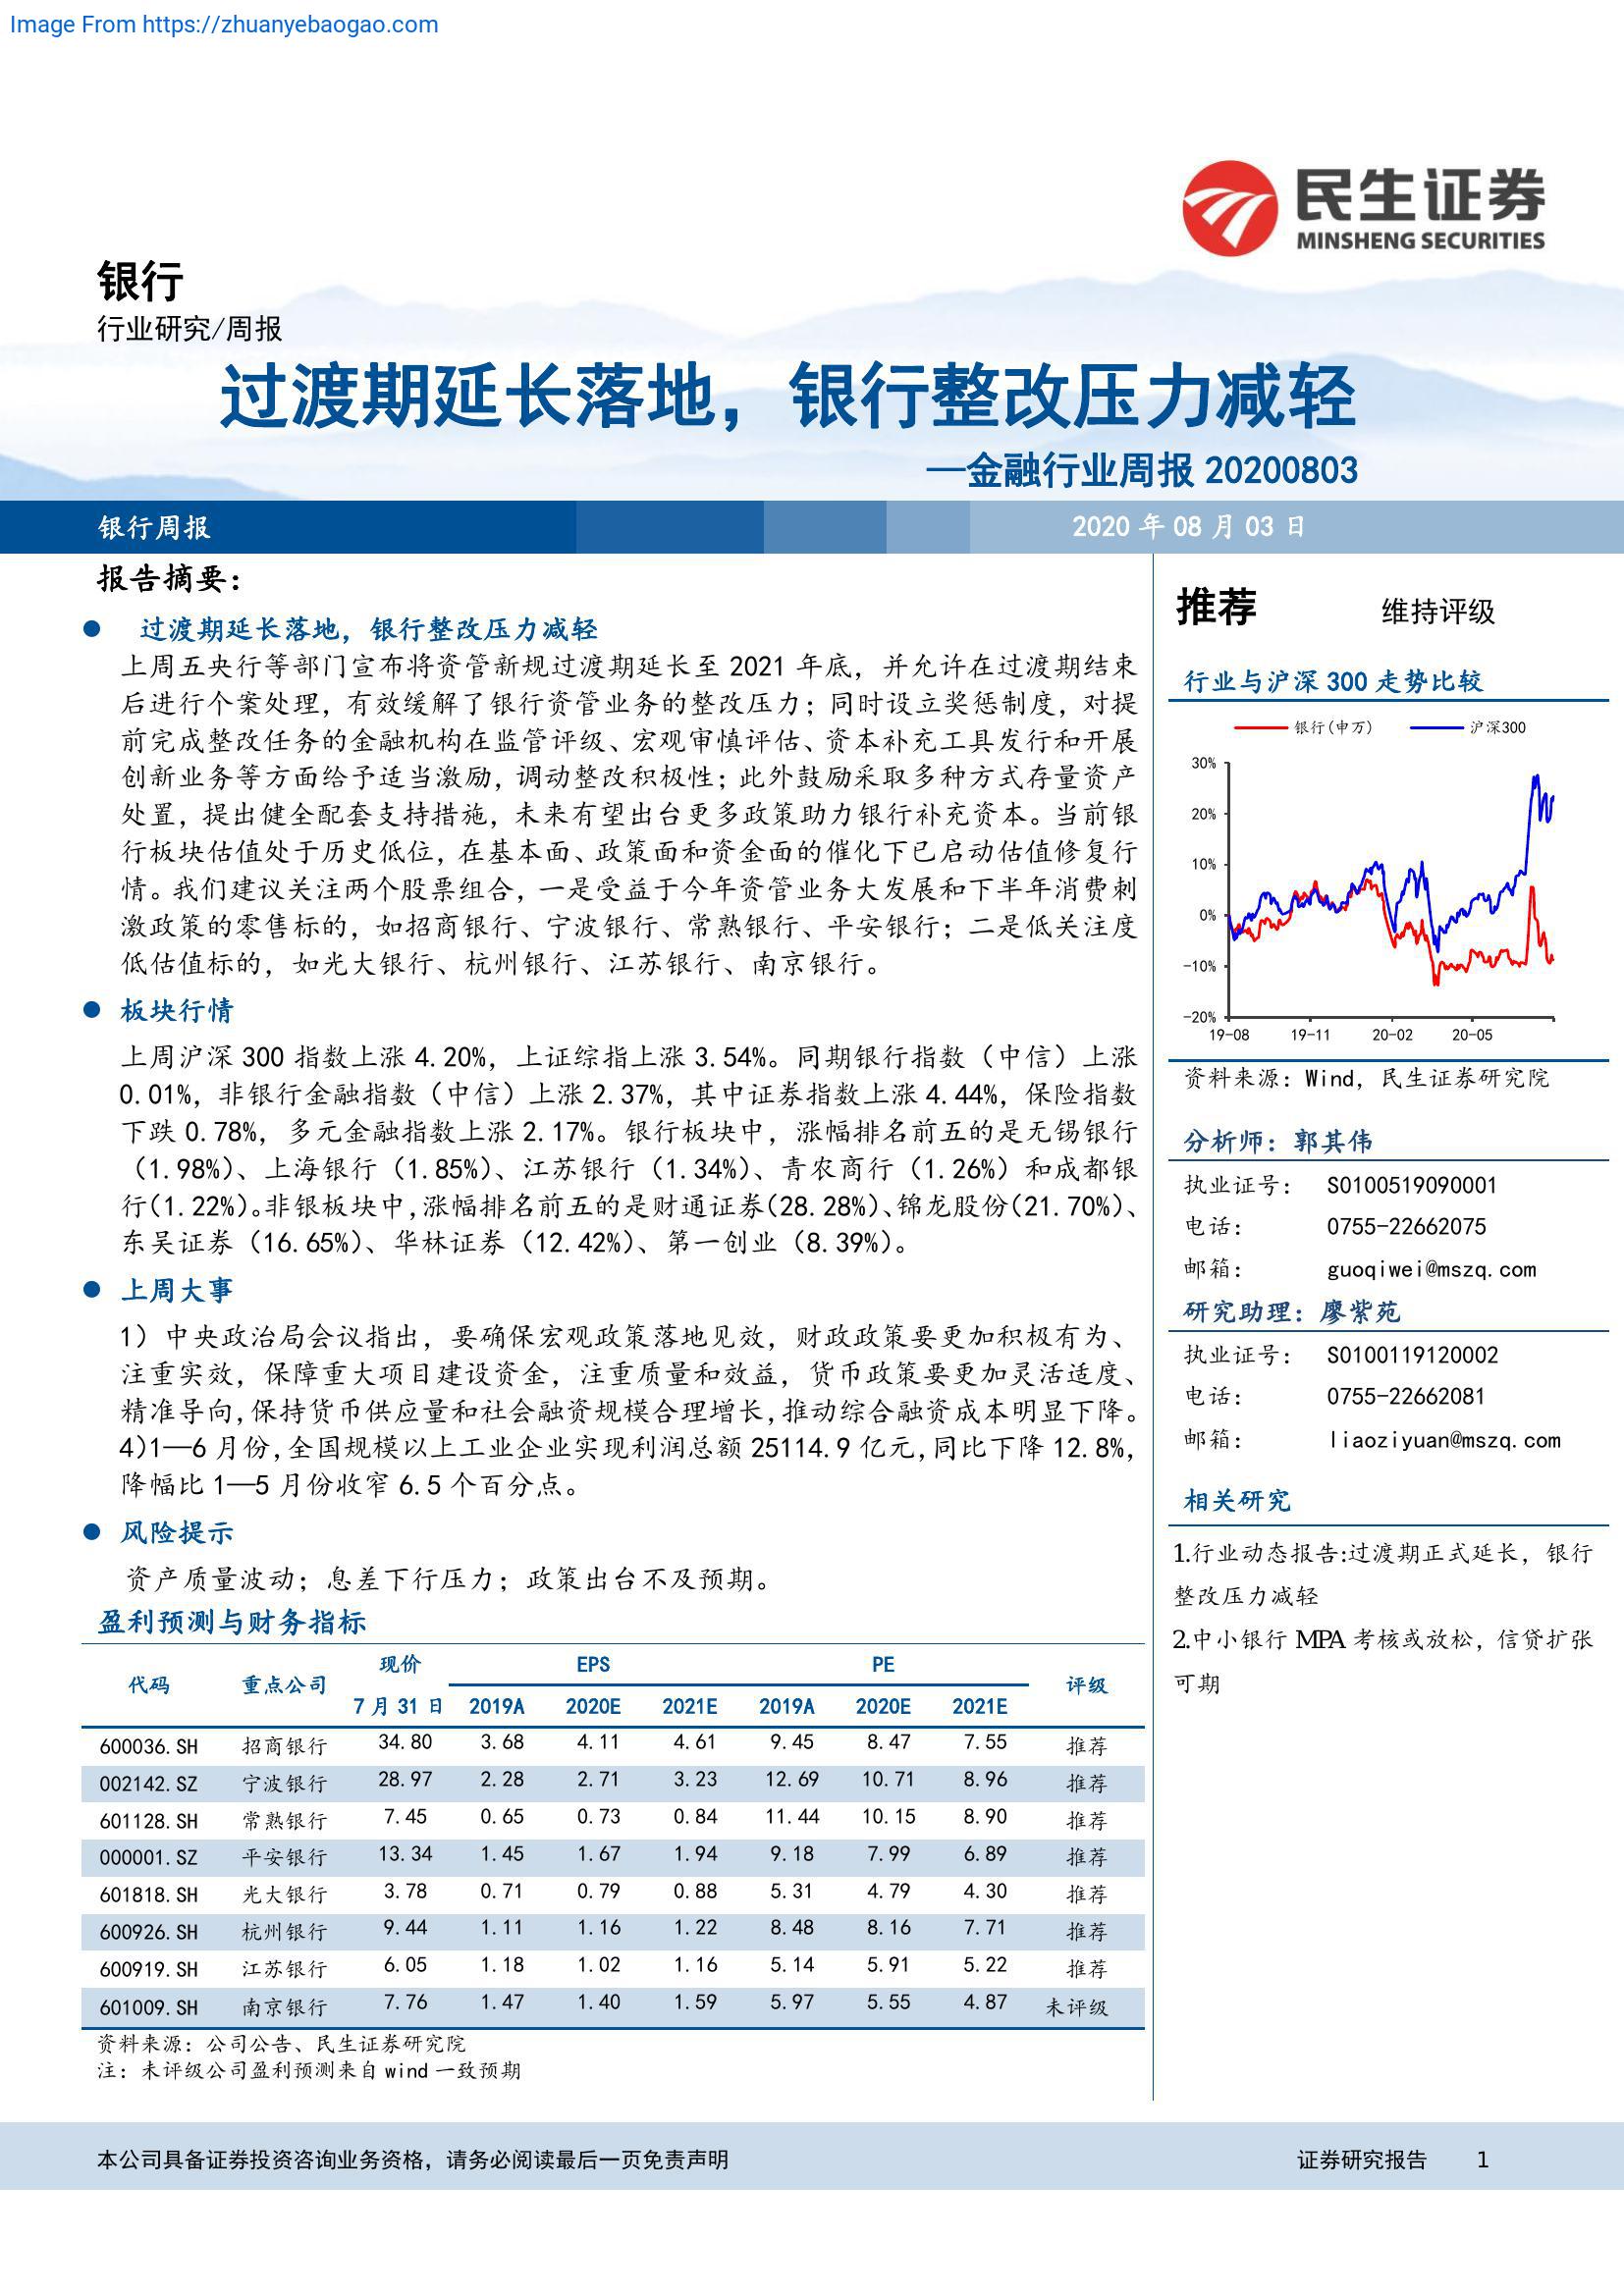 Image From https://zhuanyebaogao.com
民生证券
MINSHENG SECURITIES
银行
行业研究/周报
过渡期延长落地，银行整改压力减轻
—金融行业周报 20200803
银行周报
2020 年 08 月 03 日
报告摘要：
● 过渡期延长落地，银行整改压力减轻
上周五央行等部门宣布将资管新规过渡期延长至 2021 年底，并允许在过渡期结束
后进行个案处理，有效缓解了银行资管业务的整改压力；同时设立奖惩制度，对提
前完成整改任务的金融机构在监管评级、宏观审慎评估、资本补充工具发行和开展
创新业务等方面给予适当激励，调动整改积极性；此外鼓励采取多种方式存量资产
处置，提出健全配套支持措施，未来有望出台更多政策助力银行补充资本。当前银
行板块估值处于历史低位，在基本面、政策面和资金面的催化下已启动估值修复行
情。我们建议关注两个股票组合，一是受益于今年资管业务大发展和下半年消费刺
激政策的零售标的，如招商银行、宁波银行、常熟银行、平安银行；二是低关注度
低估值标的，如光大银行、杭州银行、江苏银行、南京银行。
● 板块行情
上周沪深 300 指数上涨 4.20%，上证综指上涨 3.54%。同期银行指数（中信）上涨
0.01%，非银行金融指数（中信）上涨 2.37%，其中证券指数上涨 4.44%，保险指数
下跌 0.78%，多元金融指数上涨 2.17%。银行板块中，涨幅排名前五的是无锡银行
（1.98%）、上海银行（1.85%）、江苏银行（1.34%）、青农商行（1.26%）和成都银
行(1.22%)。非银板块中，涨幅排名前五的是财通证券(28.28%)、锦龙股份(21.70%)、
东吴证券（16.65%）、华林证券（12.42%）、第一创业（8.39%）。
● 上周大事
1）中央政治局会议指出，要确保宏观政策落地见效，财政政策要更加积极有为、
注重实效，保障重大项目建设资金，注重质量和效益，货币政策要更加灵活适度、
精准导向，保持货币供应量和社会融资规模合理增长，推动综合融资成本明显下降。
4)1—6 月份，全国规模以上工业企业实现利润总额 25114.9 亿元，同比下降 12.8%，
降幅比 1—5 月份收窄 6.5 个百分点。
● 风险提示
资产质量波动；息差下行压力；政策出台不及预期。
盈利预测与财务指标
代码 重点公司 现价 EPS PE 评级
7 月 31 日 2019A 2020E 2021E 2019A 2020E 2021E
600036.SH 招商银行 34.80 3.68 4.11 4.61 9.45 8.47 7.55 推荐
002142.SZ 宁波银行 28.97 2.28 2.71 3.23 12.69 10.71 8.96 推荐
601128.SH 常熟银行 7.45 0.65 0.73 0.84 11.44 10.15 8.90 推荐
000001.SZ 平安银行 13.34 1.45 1.67 1.94 9.18 7.99 6.89 推荐
601818.SH 光大银行 3.78 0.71 0.79 0.88 5.31 4.79 4.30 推荐
600926.SH 杭州银行 9.44 1.11 1.16 1.22 8.48 8.16 7.71 推荐
600919.SH 江苏银行 6.05 1.18 1.02 1.16 5.14 5.91 5.22 推荐
601009.SH 南京银行 7.76 1.47 1.40 1.59 5.97 5.55 4.87 未评级
资料来源：公司公告、民生证券研究院
注：未评级公司盈利预测来自 wind 一致预期
推荐 维持评级
行业与沪深 300 走势比较
银行(申万) 沪深300
30%
20%
10%
0%
-10%
-20%
19-08 19-11 20-02 20-05
资料来源：Wind，民生证券研究院
分析师：郭其伟
执业证号： S0100519090001
电话： 0755-22662075
邮箱： guoqiwei@mszq.com
研究助理：廖紫苑
执业证号： S0100119120002
电话： 0755-22662081
邮箱： liaoziyuan@mszq.com
相关研究
1.行业动态报告:过渡期正式延长，银行
整改压力减轻
2.中小银行 MPA 考核或放松，信贷扩张
可期
本公司具备证券投资咨询业务资格，请务必阅读最后一页免责声明
证券研究报告 1